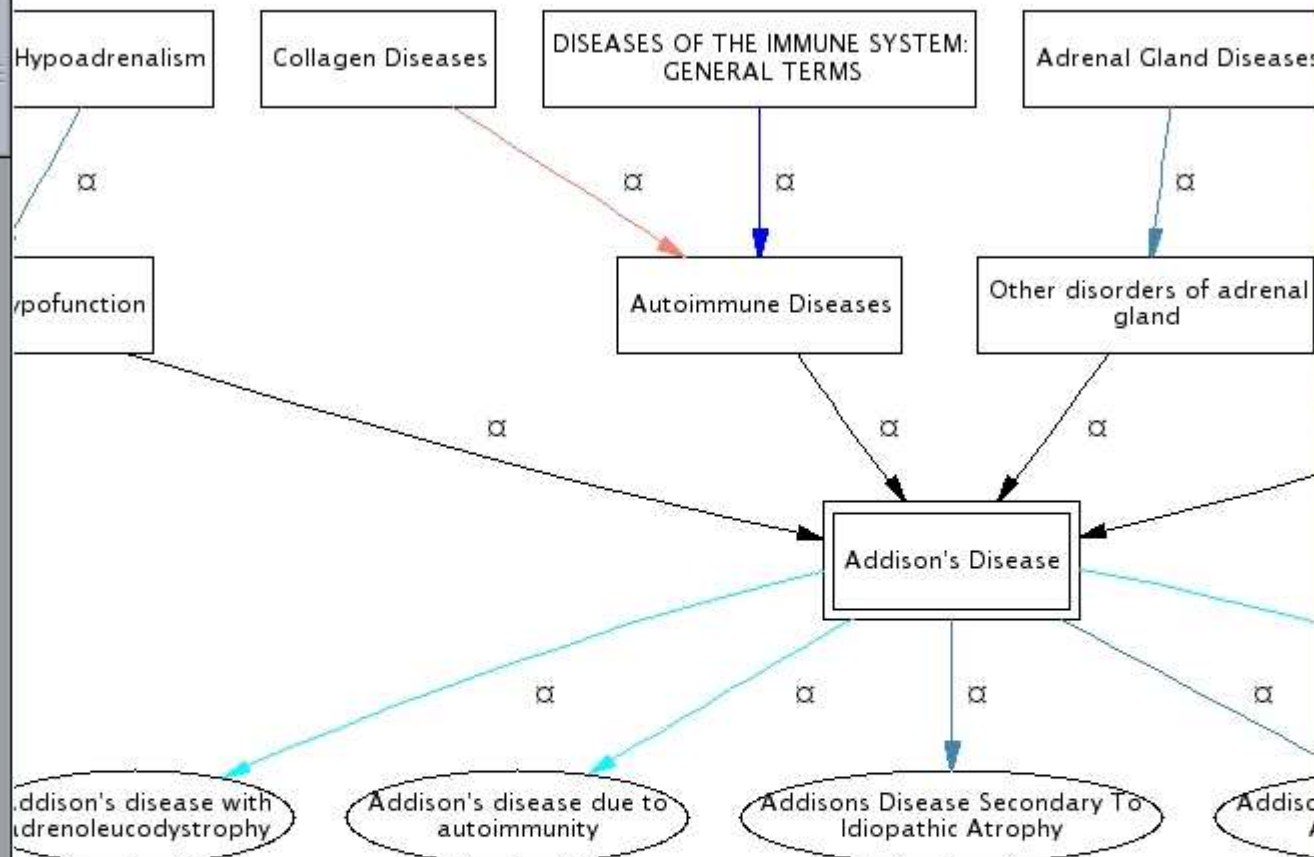 Hypoadrenalism
Collagen Diseases
DISEASES OF THE IMMUNE SYSTEM:
GENERAL TERMS
Adrenal Gland Diseases
¤
¤
¤
¤
ypofunction
Autoimmune Diseases
Other disorders of adrenal
gland
¤
¤
¤
Addison's Disease
¤
¤
¤
¤
ddison's disease with
adrenoleucodystrophy
Addison's disease due to
autoimmunity
Addisons Disease Secondary To
Idiopathic Atrophy